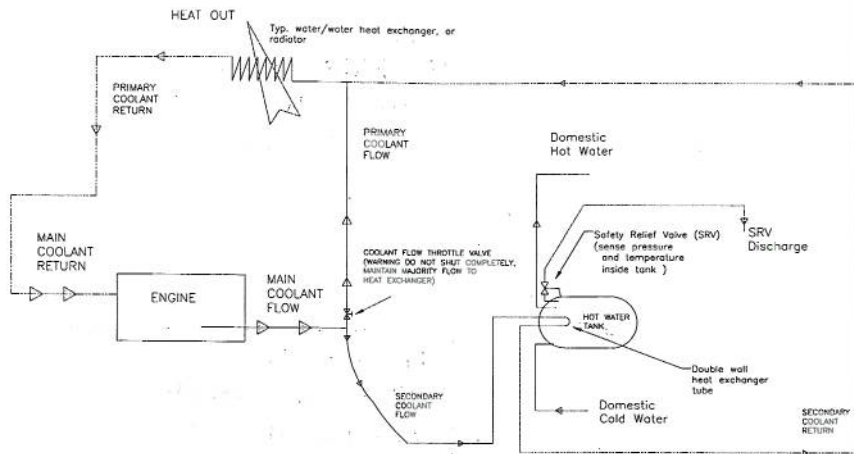 HEAT OUT
Typ. water/water heat exchanger, or
radiator
PRIMARY
COOLANT
RETURN
PRIMARY
COOLANT
FLOW
Domestic
Hot Water
MAIN
COOLANT
RETURN
COOLANT FLOW THROTTLE VALVE
(WARNING DO NOT SHUT COMPLETELY,
MAINTAIN MAJORITY FLOW TO
HEAT EXCHANGER)
Safety Relief Valve (SRV)
(sense pressure
and temperature
inside tank )
SRV
Discharge
ENGINE
MAIN
COOLANT
FLOW
HOT WATER
TANK
Double wall
heat exchanger
tube
SECONDARY
COOLANT
FLOW
Domestic
Cold Water
SECONDARY
COOLANT
RETURN